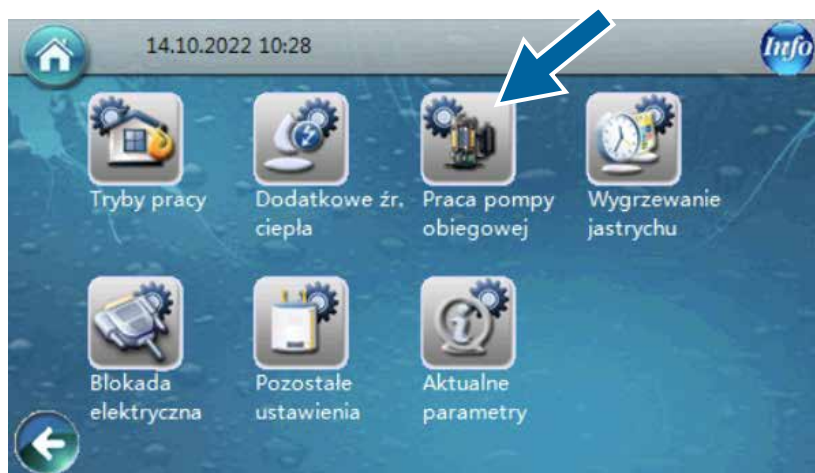 14.10.2022 10:28
Info
Tryby pracy
Dodatkowe źr.
ciepła
Praca pompy
obiegowej
Wygrzewanie
jastrychu
Blokada
elektryczna
Pozostałe
ustawienia
Aktualne
parametry